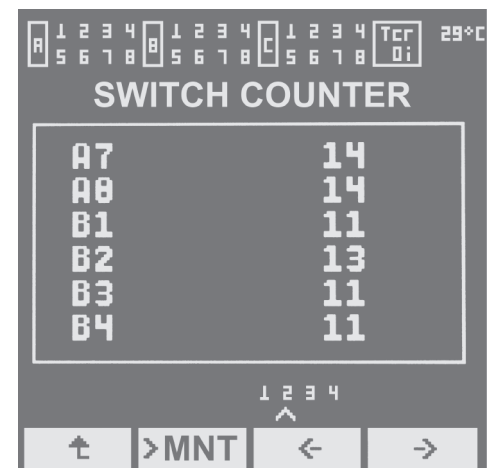 A 1 2 3 4 B 1 2 3 4 C 1 2 3 4 Tcr 29°C
5 6 7 8 5 6 7 8 5 6 7 8 0i
SWITCH COUNTER
A7 14
A8 14
B1 11
B2 13
B3 11
B4 11
1 2 3 4
>MNT